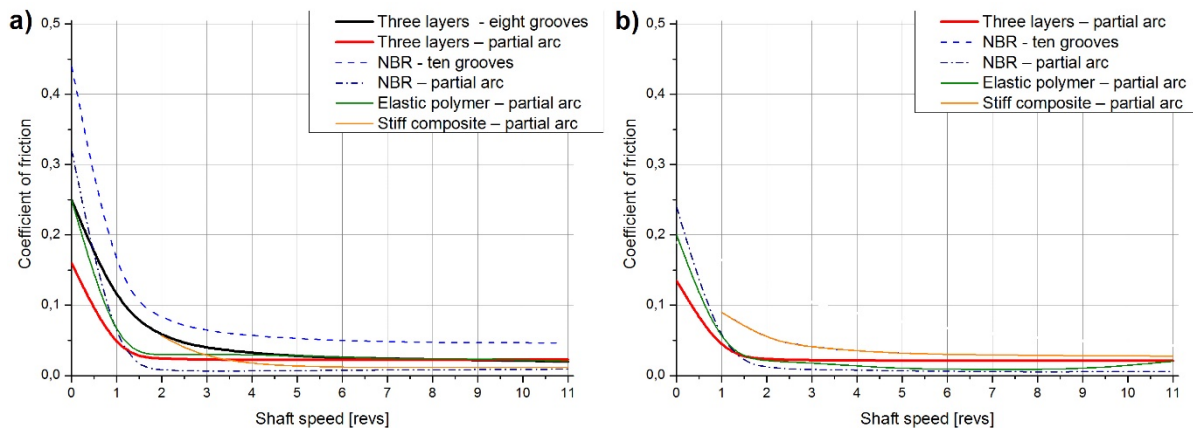 a)
Three layers - eight grooves
Three layers – partial arc
NBR - ten grooves
NBR – partial arc
Elastic polymer – partial arc
Stiff composite – partial arc
Coefficient of friction
0,5
0,4
0,3
0,2
0,1
0,0
0 1 2 3 4 5 6 7 8 9 10 11
Shaft speed [revs]
b)
Three layers – partial arc
NBR - ten grooves
NBR – partial arc
Elastic polymer – partial arc
Stiff composite – partial arc
Coefficient of friction
0,5
0,4
0,3
0,2
0,1
0,0
0 1 2 3 4 5 6 7 8 9 10 11
Shaft speed [revs]